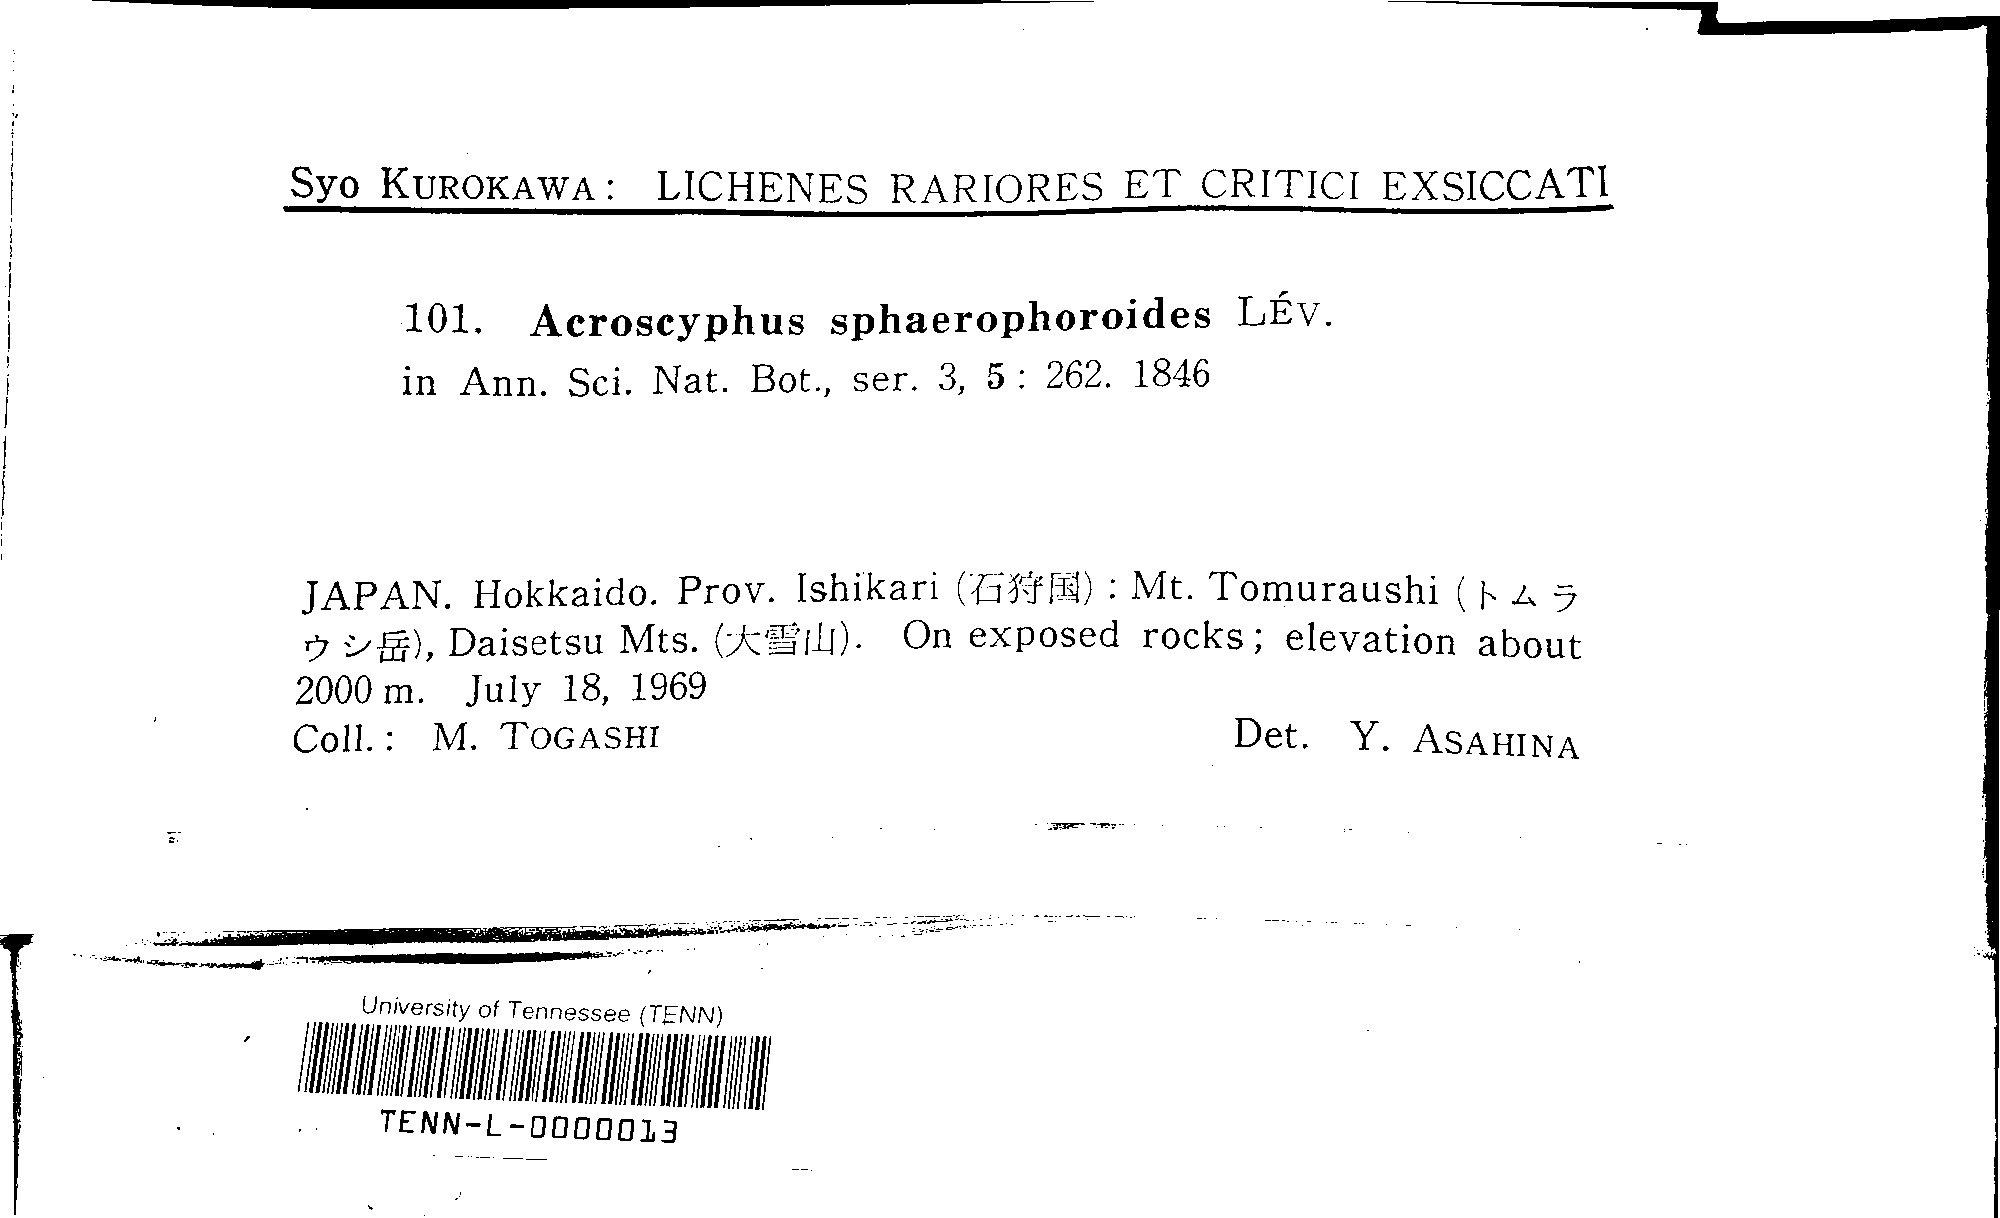 Syo KUROKAWA: LICHENES RARIORES ET CRITICI EXSICCATI
101. Acroscyphus sphaerophoroides LÉV.
in Ann. Sci. Nat. Bot., ser. 3, 5: 262. 1846
JAPAN. Hokkaido. Prov. Ishikari (石狩国): Mt. Tomuraushi (トムラ
ウシ岳), Daisetsu Mts. (大雪山). On exposed rocks; elevation about
2000 m. July 18, 1969
Coll.: M. TOGASHI Det. Y. ASAHINA
University of Tennessee (TENN)
TENN-L-0000013